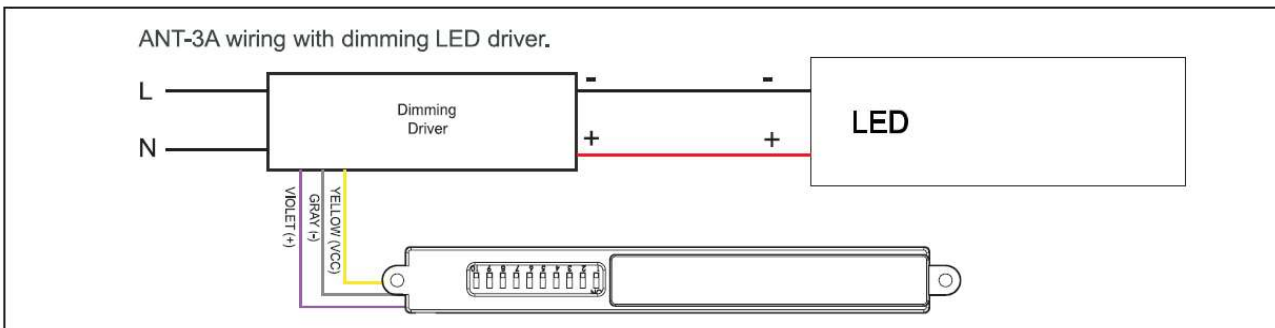 ANT-3A wiring with dimming LED driver.
L
N
Dimming
Driver
- -
+ +
LED
VIOLET (+)
GRAY (-)
YELLOW (VCC)